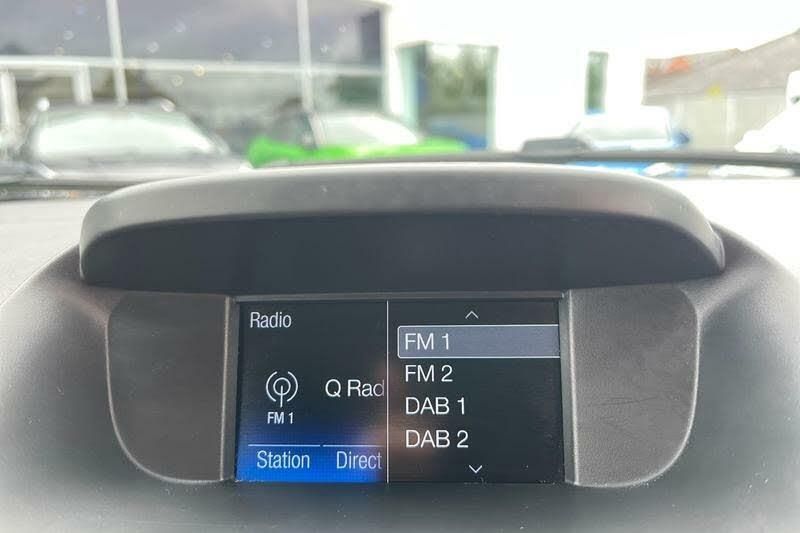 Radio
FM 1
Q Rad
Station Direct
FM 1
FM 2
DAB 1
DAB 2